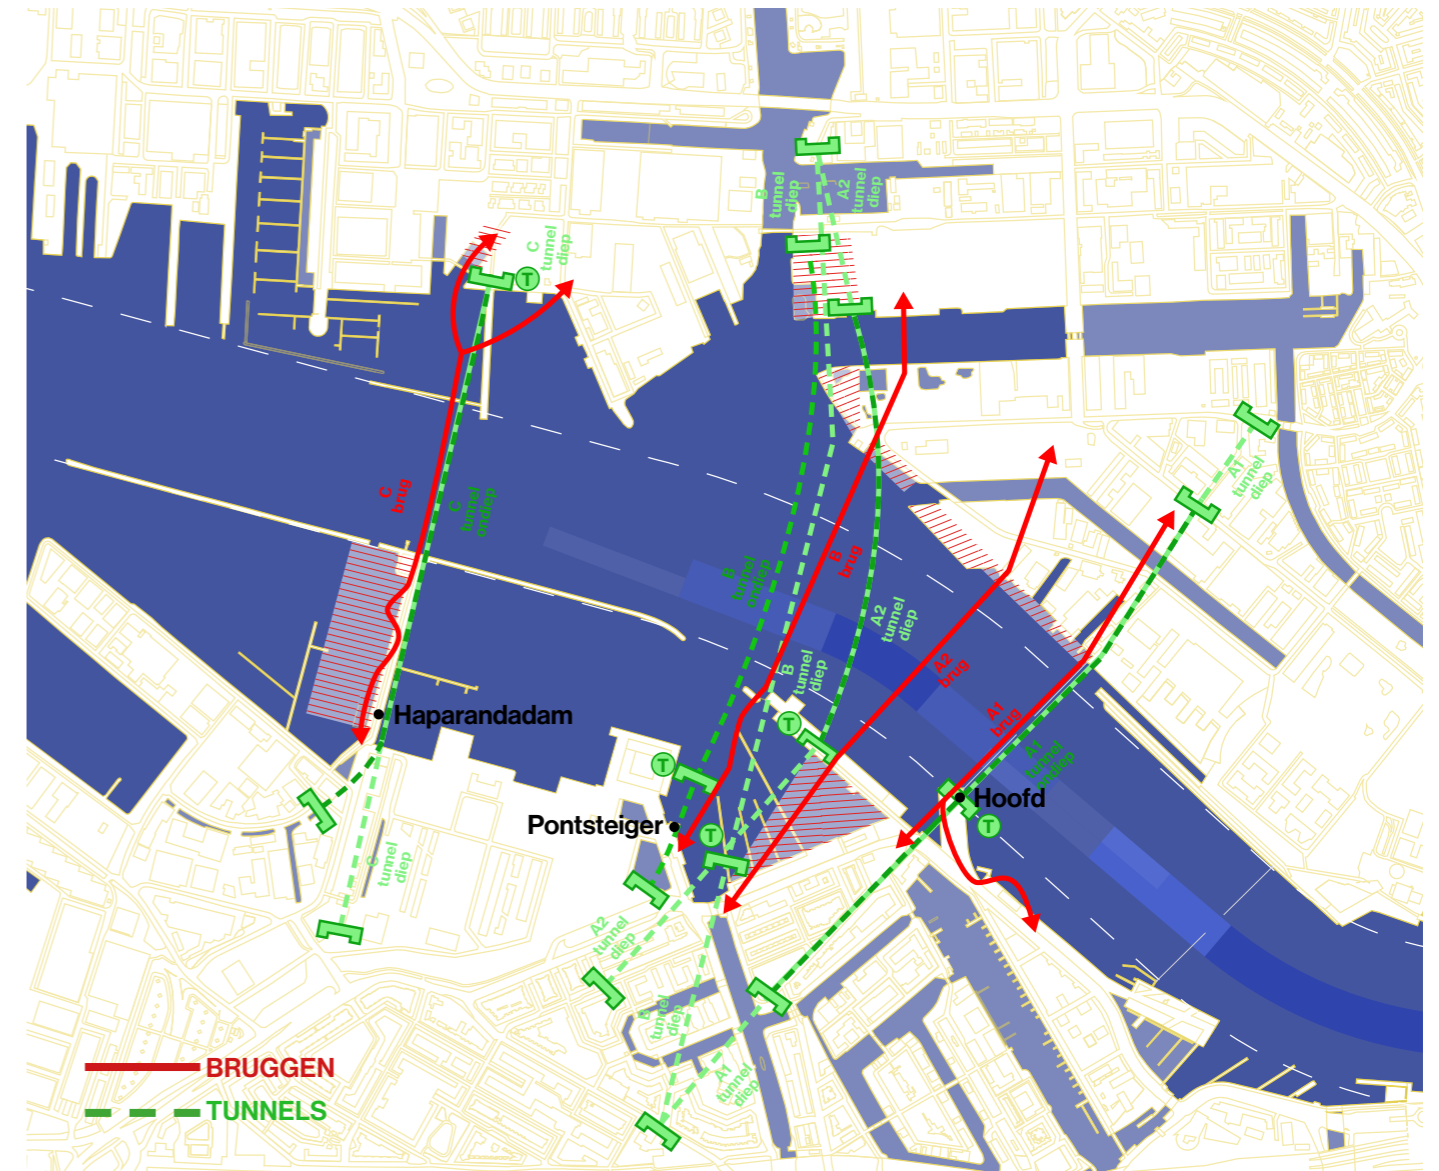 B
tunnel
diep
A2
tunnel
diep
C
tunnel
diep
T
A1
tunnel
diep
C
brug
C
tunnel
ondiep
B
tunnel
ondiep
B
brug
A2
tunnel
diep
B
tunnel
diep
A2
brug
A1
brug
A1
tunnel
ondiep
Haparandadam
T
T
Hoofd
Pontsteiger
T
T
C
tunnel
diep
A2
tunnel
diep
B
tunnel
diep
A1
tunnel
diep
BRUGGEN
TUNNELS